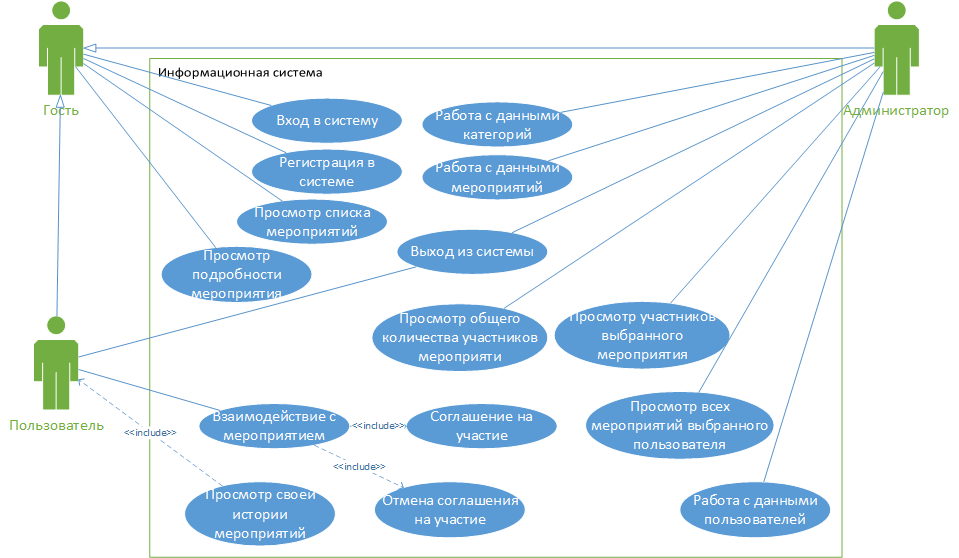 Информационная система
Гость
Администратор
Вход в систему
Работа с данными
категорий
Регистрация в
системе
Работа с данными
мероприятий
Просмотр списка
мероприятий
Выход из системы
Просмотр
подробности
мероприятия
Просмотр общего
количества участников
мероприяти
Просмотр участников
выбранного
мероприятия
Пользователь
Взаимодействие с
мероприятием
<<include>>
Соглашение на
участие
Просмотр всех
мероприятий выбранного
пользователя
<<include>>
<<include>>
Просмотр своей
истории
мероприятий
Отмена соглашения
на участие
Работа с данными
пользователей